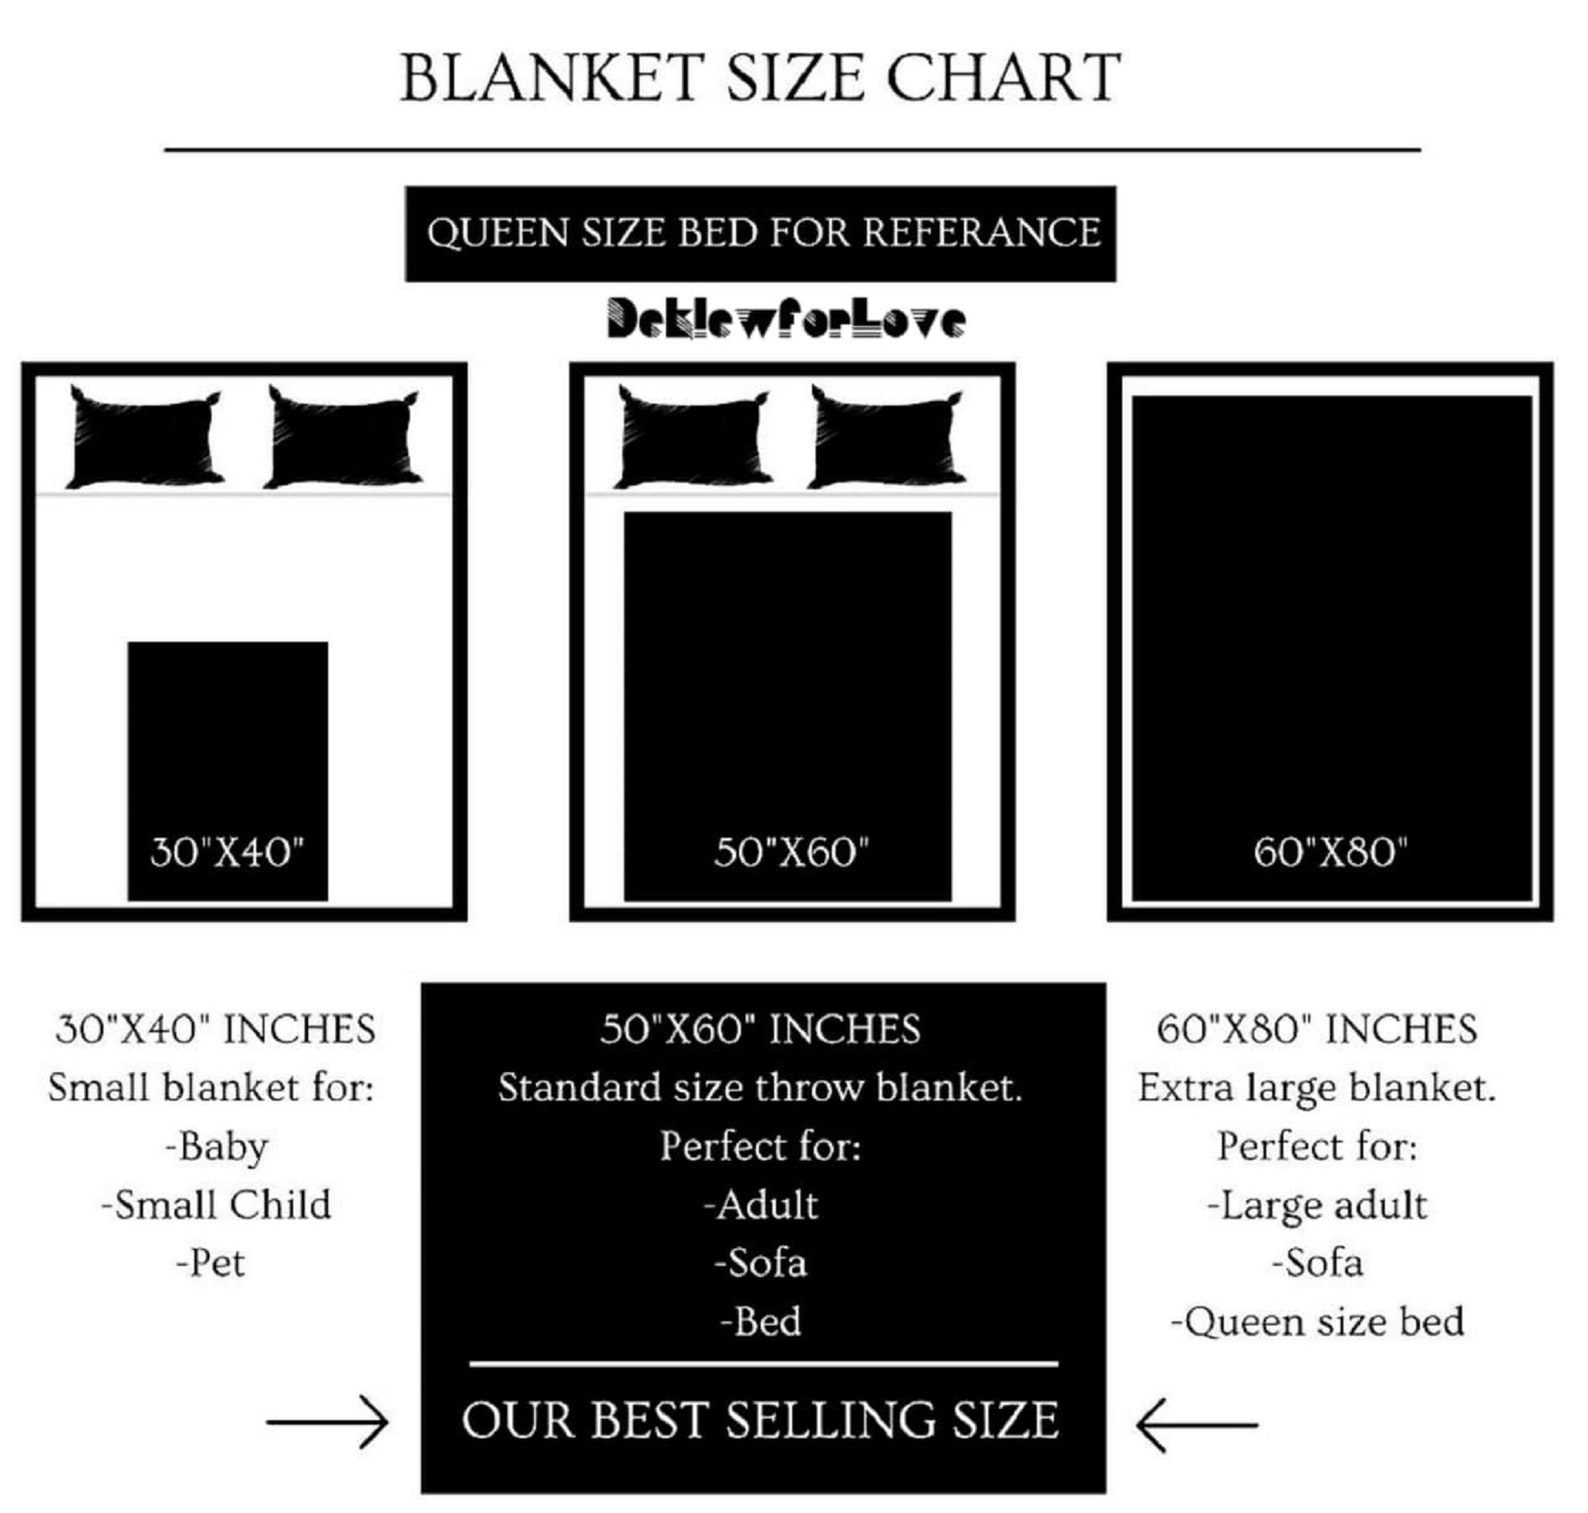 BLANKET SIZE CHART
QUEEN SIZE BED FOR REFERANCE
DeklewforLove
30"X40"
50"X60"
60"X80"
30"X40" INCHES
Small blanket for:
-Baby
-Small Child
-Pet
50"X60" INCHES
Standard size throw blanket.
Perfect for:
-Adult
-Sofa
-Bed
OUR BEST SELLING SIZE
60"X80" INCHES
Extra large blanket.
Perfect for:
-Large adult
-Sofa
-Queen size bed